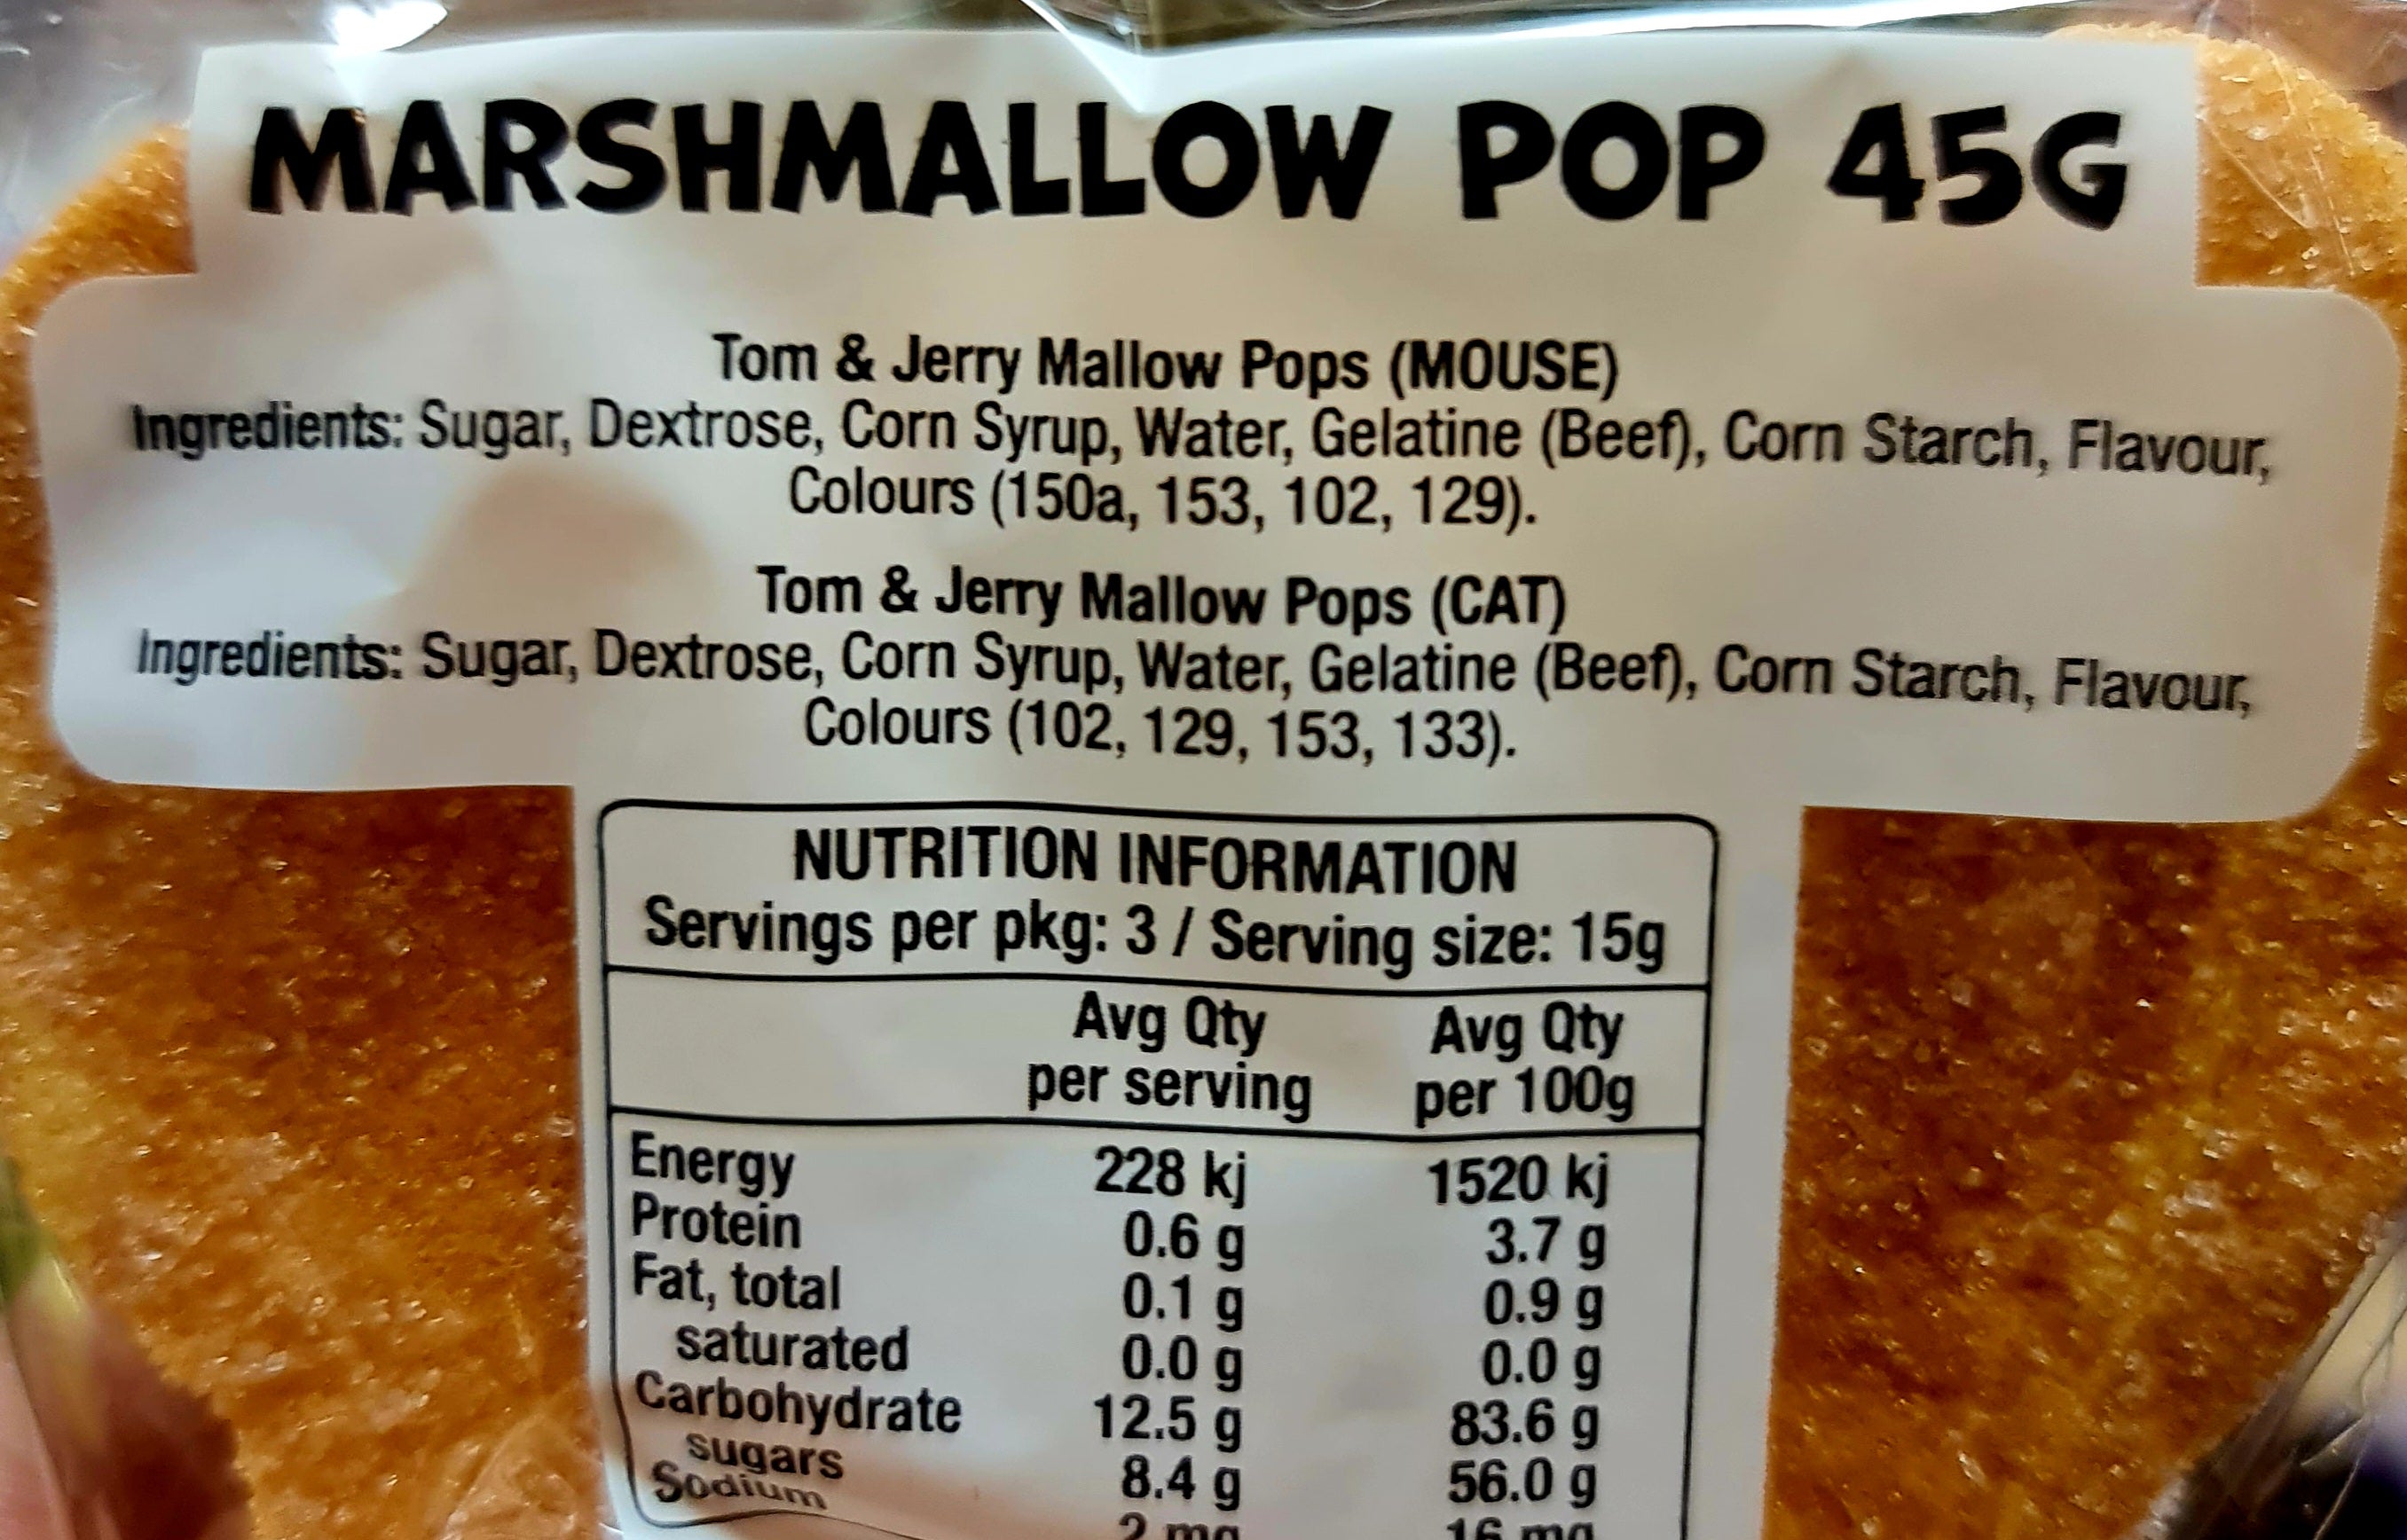 MARSHMALLOW POP 45G
Tom & Jerry Mallow Pops (MOUSE)
Ingredients: Sugar, Dextrose, Corn Syrup, Water, Gelatine (Beef), Corn Starch, Flavour,
Colours (150a, 153, 102, 129).
Tom & Jerry Mallow Pops (CAT)
Ingredients: Sugar, Dextrose, Corn Syrup, Water, Gelatine (Beef), Corn Starch, Flavour,
Colours (102, 129, 153, 133).
NUTRITION INFORMATION
Servings per pkg: 3 / Serving size: 15g
Avg Qty Avg Qty
per serving per 100g
Energy 228 kj 1520 kj
Protein 0.6 g 3.7 g
Fat, total 0.1 g 0.9 g
saturated 0.0 g 0.0 g
Carbohydrate 12.5 g 83.6 g
sugars 8.4 g 56.0 g
Sodium 2 mg 16 mg